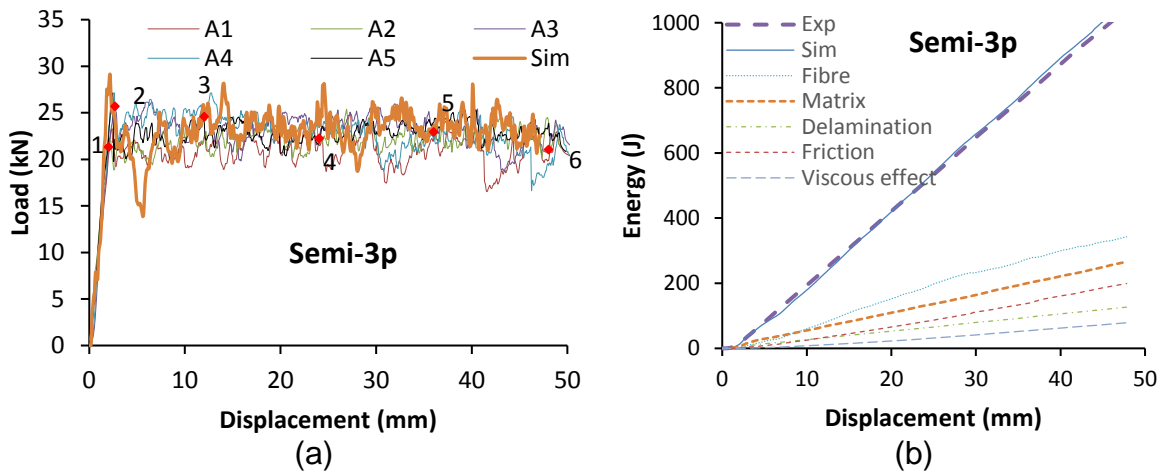 A1 A2 A3
A4 A5 Sim
35
30
25
20
15
10
5
0
0 10 20 30 40 50
Load (kN)
Displacement (mm)
1
2
3
4
5
6
Semi-3p
(a)
1000
800
600
400
200
0
0 10 20 30 40 50
Energy (J)
Displacement (mm)
Semi-3p
Exp
Sim
Fibre
Matrix
Delamination
Friction
Viscous effect
(b)